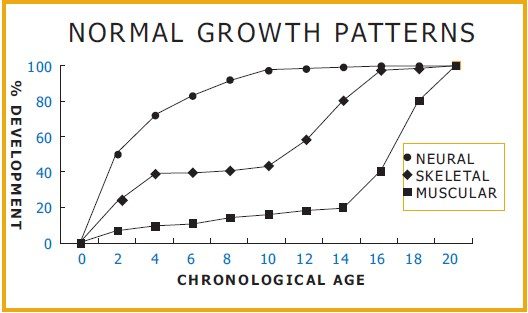 NORMAL GROWTH PATTERNS
% DEVELOPMENT
100
80
60
40
20
0
NEURAL
SKELETAL
MUSCULAR
0 2 4 6 8 10 12 14 16 18 20
CHRONOLOGICAL AGE